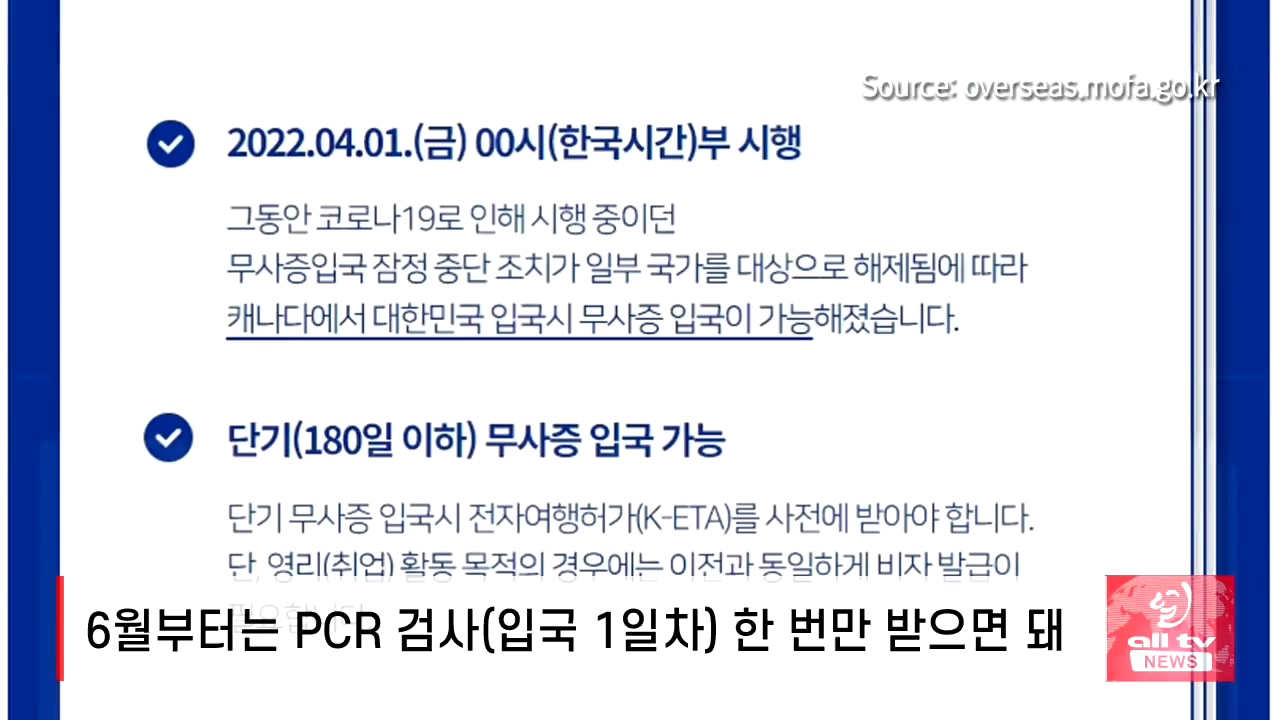 Source: overseas.mofa.go.kr
2022.04.01.(금) 00시(한국시간)부 시행
그동안 코로나19로 인해 시행 중이던
무사증입국 잠정 중단 조치가 일부 국가를 대상으로 해제됨에 따라
캐나다에서 대한민국 입국시 무사증 입국이 가능해졌습니다.
단기(180일 이하) 무사증 입국 가능
단기 무사증 입국시 전자여행허가(K-ETA)를 사전에 받아야 합니다.
단, 영리(취업) 활동 목적의 경우에는 이전과 동일하게 비자 발급이
필요합니다
6월부터는 PCR 검사(입국 1일차) 한 번만 받으면 돼
all tv
NEWS